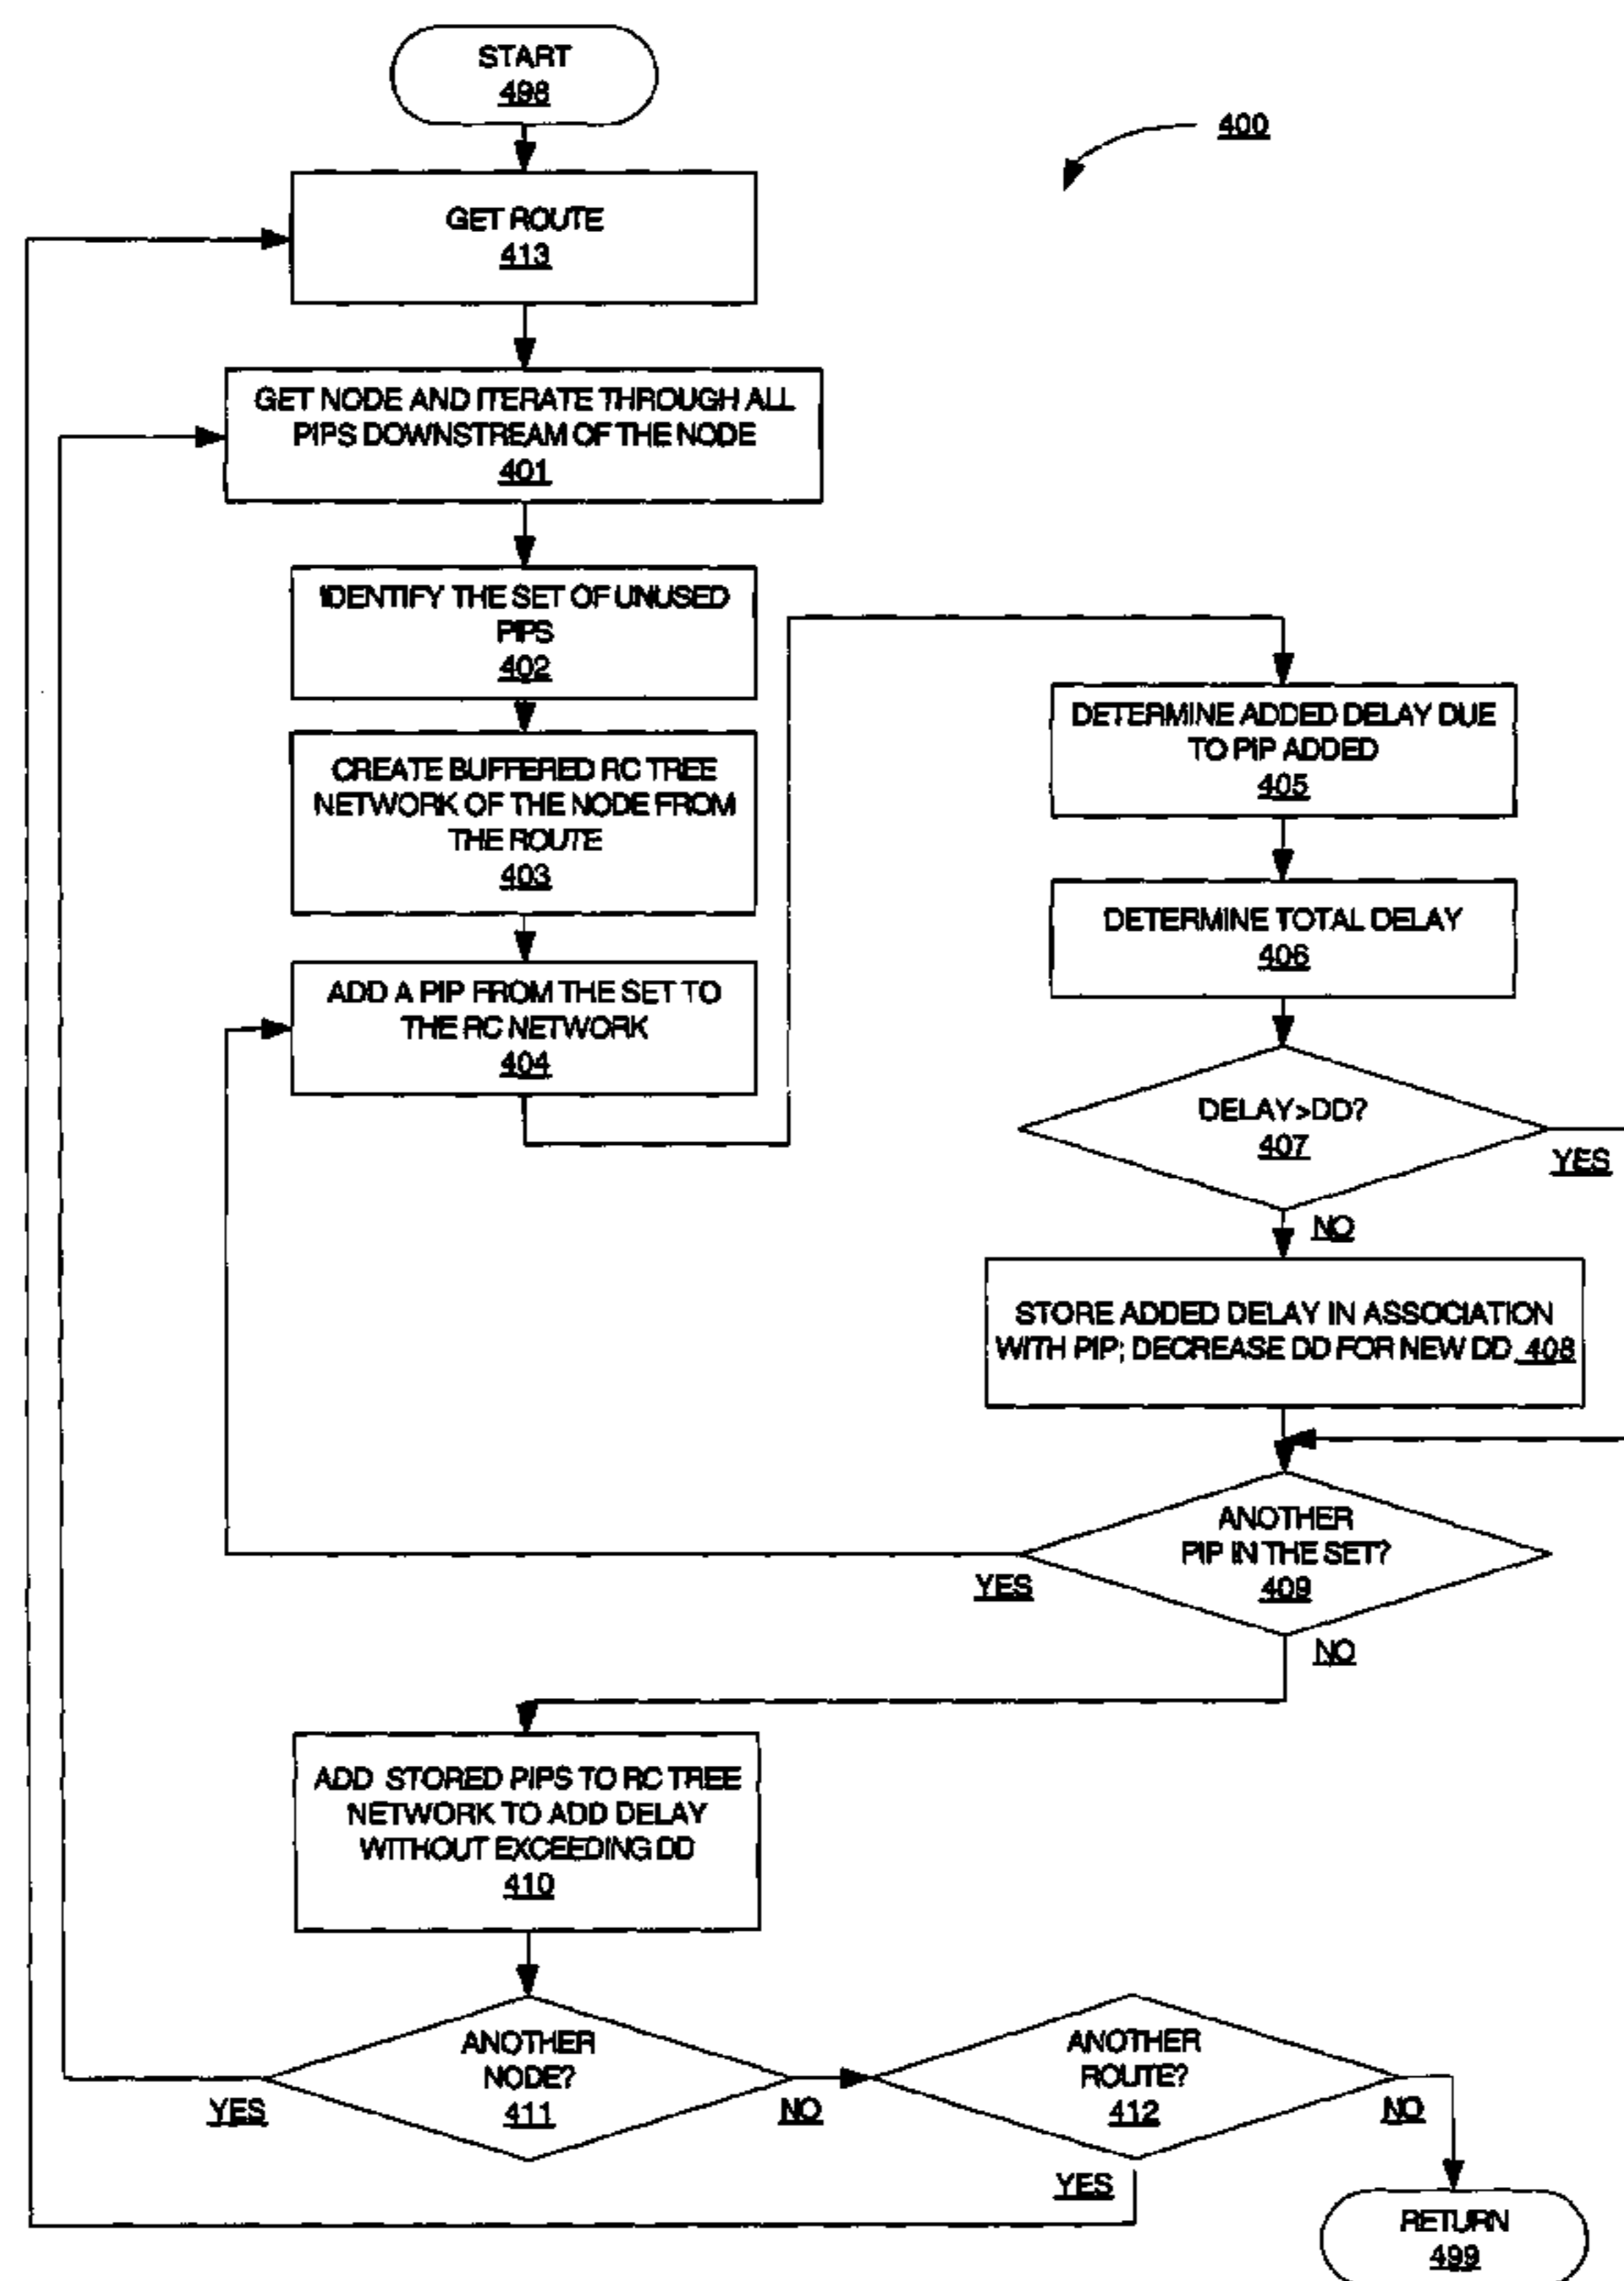 START
498
400
GET ROUTE
413
GET NODE AND ITERATE THROUGH ALL
PIPS DOWNSTREAM OF THE NODE
401
IDENTIFY THE SET OF UNUSED
PIPS
402
CREATE BUFFERED RC TREE
NETWORK OF THE NODE FROM
THE ROUTE
403
ADD A PIP FROM THE SET TO
THE RC NETWORK
404
DETERMINE ADDED DELAY DUE
TO PIP ADDED
405
DETERMINE TOTAL DELAY
406
DELAY>DD?
407
YES
NO
STORE ADDED DELAY IN ASSOCIATION
WITH PIP; DECREASE DD FOR NEW DD 408
ANOTHER
PIP IN THE SET?
409
YES
NO
ADD STORED PIPS TO RC TREE
NETWORK TO ADD DELAY
WITHOUT EXCEEDING DD
410
ANOTHER
NODE?
411
YES
NO
ANOTHER
ROUTE?
412
NO
YES
RETURN
499